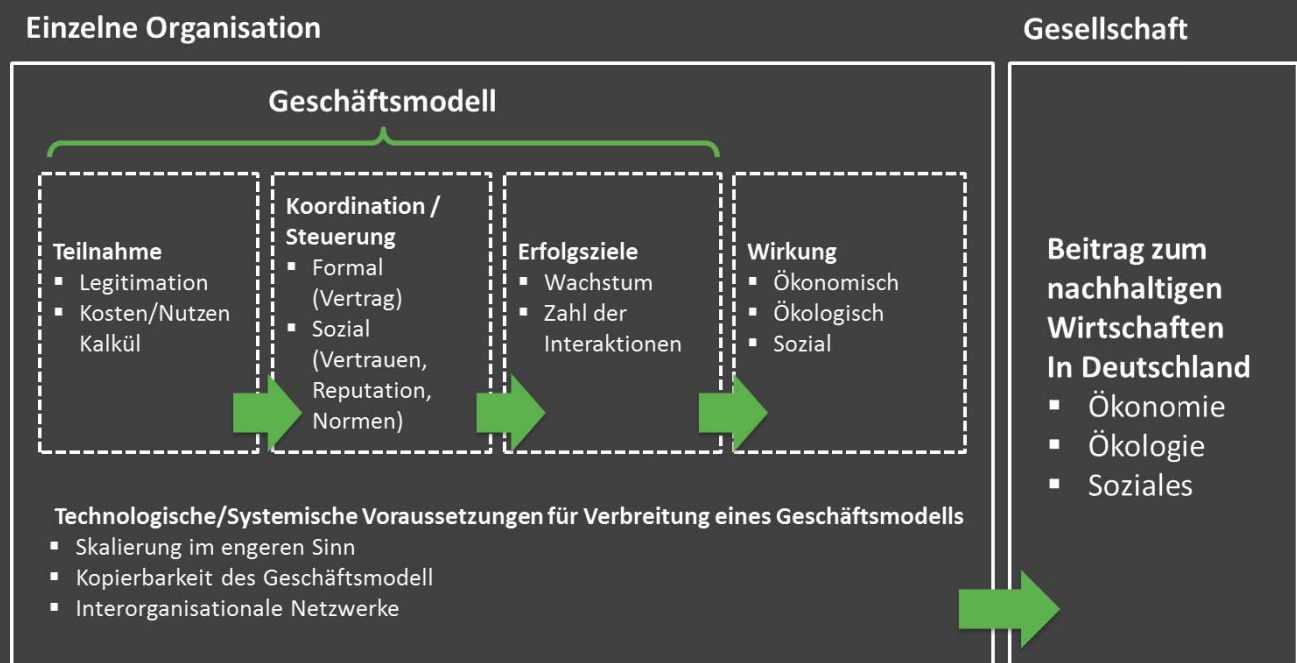 Einzelne Organisation
Gesellschaft
Geschäftsmodell
Teilnahme
▪ Legitimation
▪ Kosten/Nutzen
Kalkül
Koordination /
Steuerung
▪ Formal
(Vertrag)
▪ Sozial
(Vertrauen,
Reputation,
Normen)
Erfolgsziele
▪ Wachstum
▪ Zahl der
Interaktionen
Wirkung
▪ Ökonomisch
▪ Ökologisch
▪ Sozial
Technologische/Systemische Voraussetzungen für Verbreitung eines Geschäftsmodells
▪ Skalierung im engeren Sinn
▪ Kopierbarkeit des Geschäftsmodell
▪ Interorganisationale Netzwerke
Beitrag zum
nachhaltigen
Wirtschaften
In Deutschland
▪ Ökonomie
▪ Ökologie
▪ Soziales